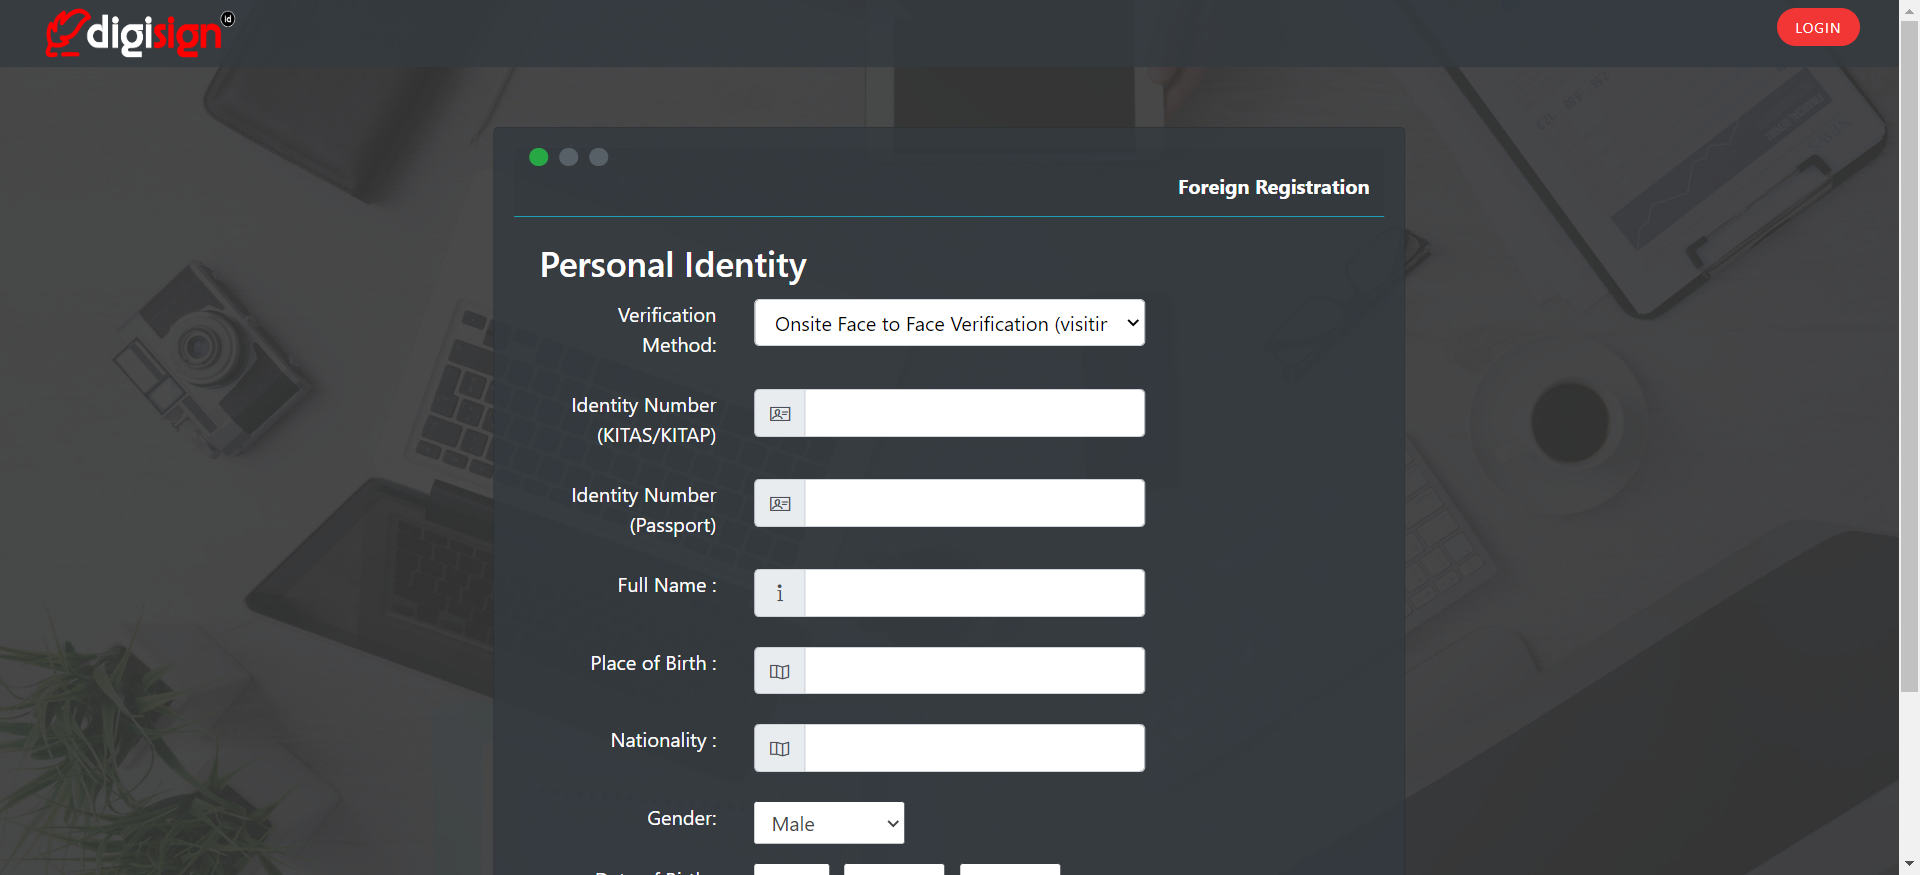 digisign id
LOGIN
Foreign Registration
Personal Identity
Verification
Method:
Onsite Face to Face Verification (visitir
Identity Number
(KITAS/KITAP)
Identity Number
(Passport)
Full Name :
Place of Birth :
Nationality :
Gender:
Male